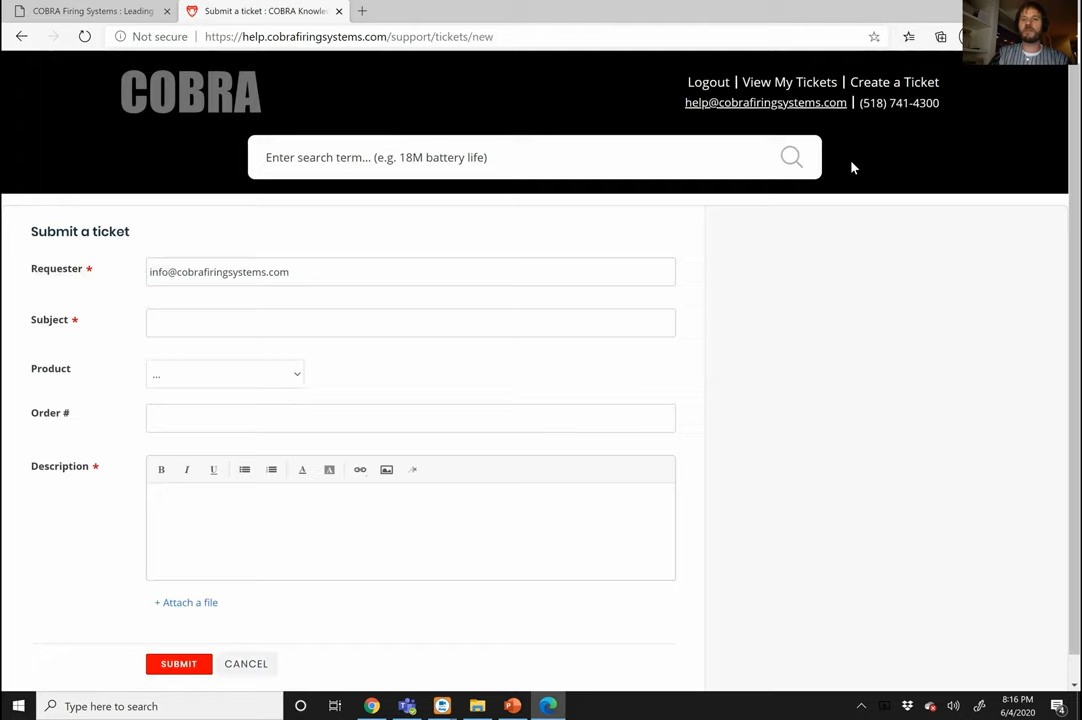 COBRA Firing Systems : Leading
Submit a ticket : COBRA Knowle
Not secure
https://help.cobrafiringsystems.com/support/tickets/new
COBRA
Logout | View My Tickets | Create a Ticket
help@cobrafiringsystems.com | (518) 741-4300
Enter search term... (e.g. 18M battery life)
Submit a ticket
Requester *
info@cobrafiringsystems.com
Subject *
Product
...
Order #
Description *
B I U A A
+ Attach a file
SUBMIT
CANCEL
Type here to search
8:16 PM
6/4/2020
4